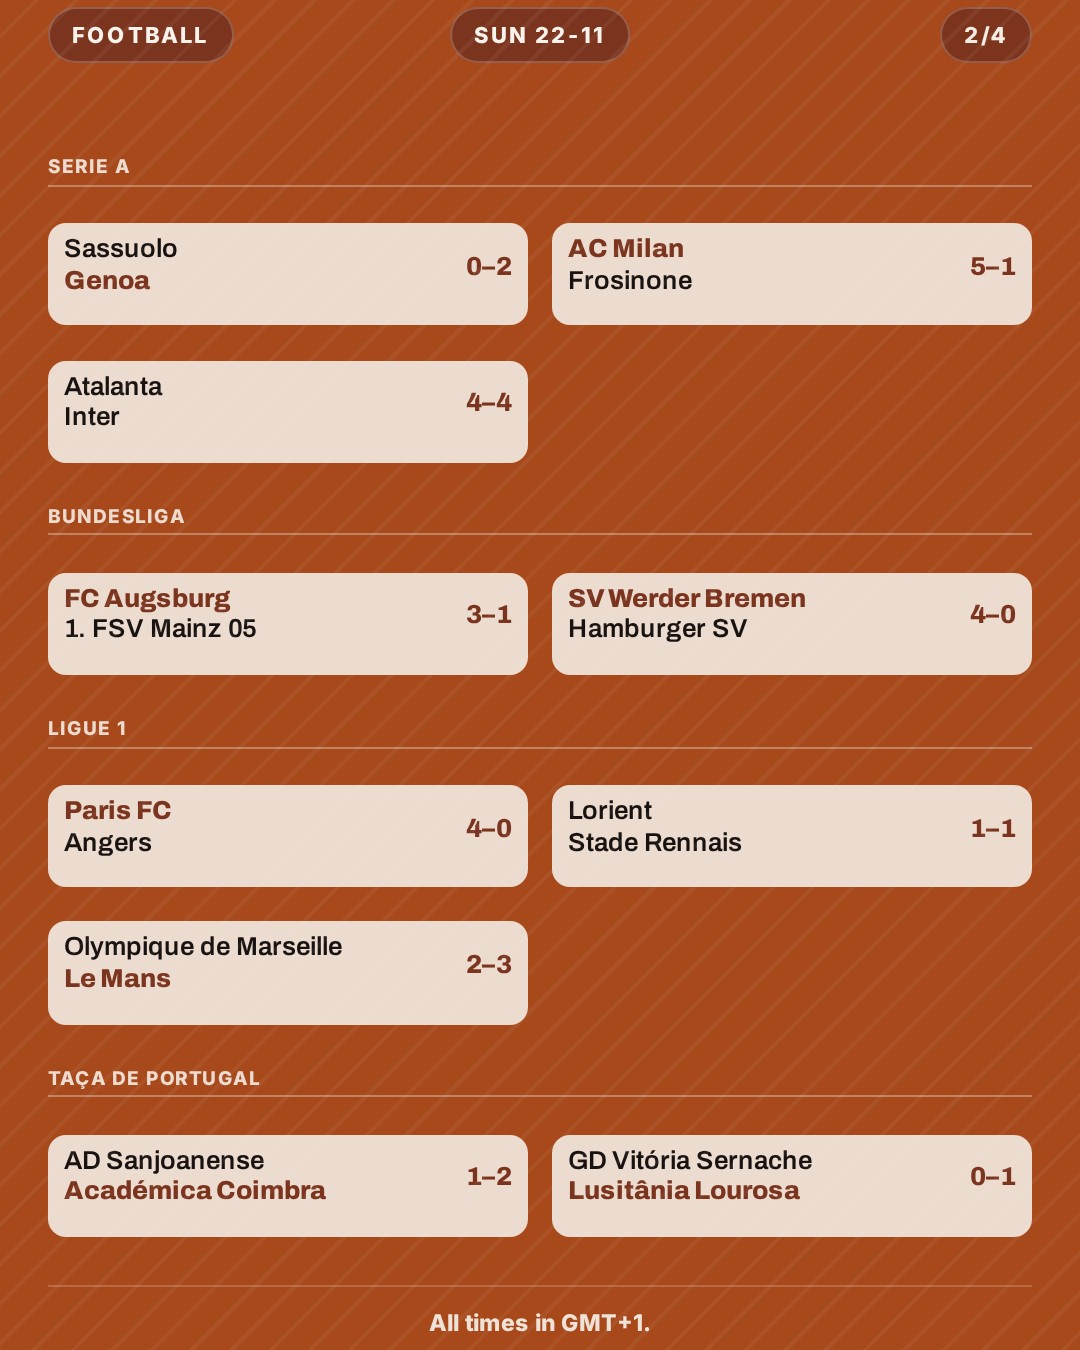 FOOTBALL
SUN 22-11
2/4
SERIE A
Sassuolo
Genoa
0–2
AC Milan
Frosinone
5–1
Atalanta
Inter
4–4
BUNDESLIGA
FC Augsburg
1. FSV Mainz 05
3–1
SV Werder Bremen
Hamburger SV
4–0
LIGUE 1
Paris FC
Angers
4–0
Lorient
Stade Rennais
1–1
Olympique de Marseille
Le Mans
2–3
TAÇA DE PORTUGAL
AD Sanjoanense
Académica Coimbra
1–2
GD Vitória Sernache
Lusitânia Lourosa
0–1
All times in GMT+1.